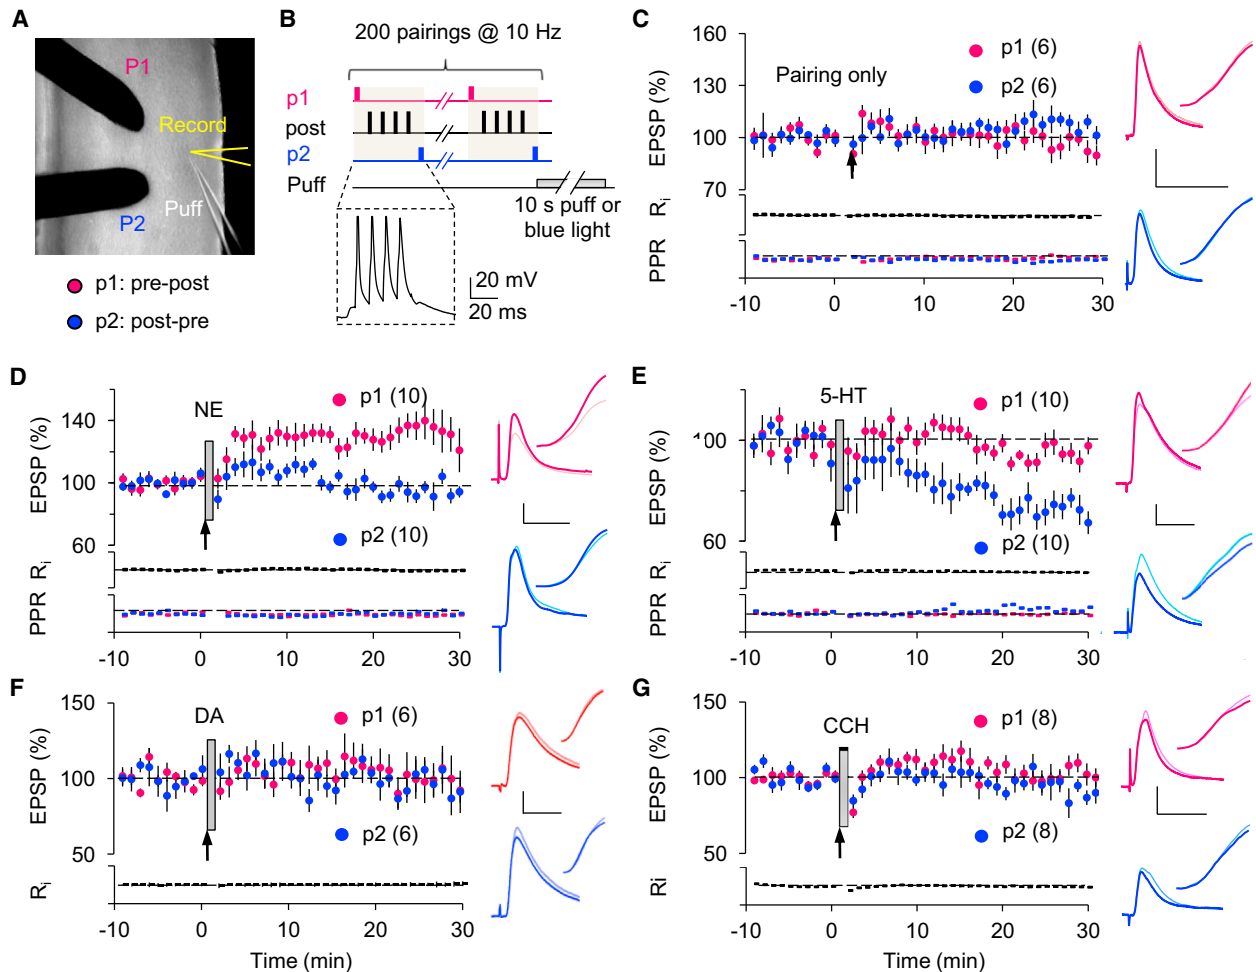 A
P1
Record
Puff
P2
p1: pre-post
p2: post-pre
B
200 pairings @ 10 Hz
p1
post
p2
Puff
10 s puff or
blue light
20 mV
20 ms
C
160
130
100
70
EPSP (%)
Pairing only
p1 (6)
p2 (6)
Ri
PPR
-10
0
10
20
30
D
140
100
60
EPSP (%)
NE
p1 (10)
p2 (10)
Ri
PPR
-10
0
10
20
30
E
100
60
EPSP (%)
5-HT
p1 (10)
p2 (10)
Ri
PPR
-10
0
10
20
30
F
150
100
50
EPSP (%)
DA
p1 (6)
p2 (6)
Ri
-10
0
10
20
30
Time (min)
G
150
100
50
EPSP (%)
CCH
p1 (8)
p2 (8)
Ri
-10
0
10
20
30
Time (min)